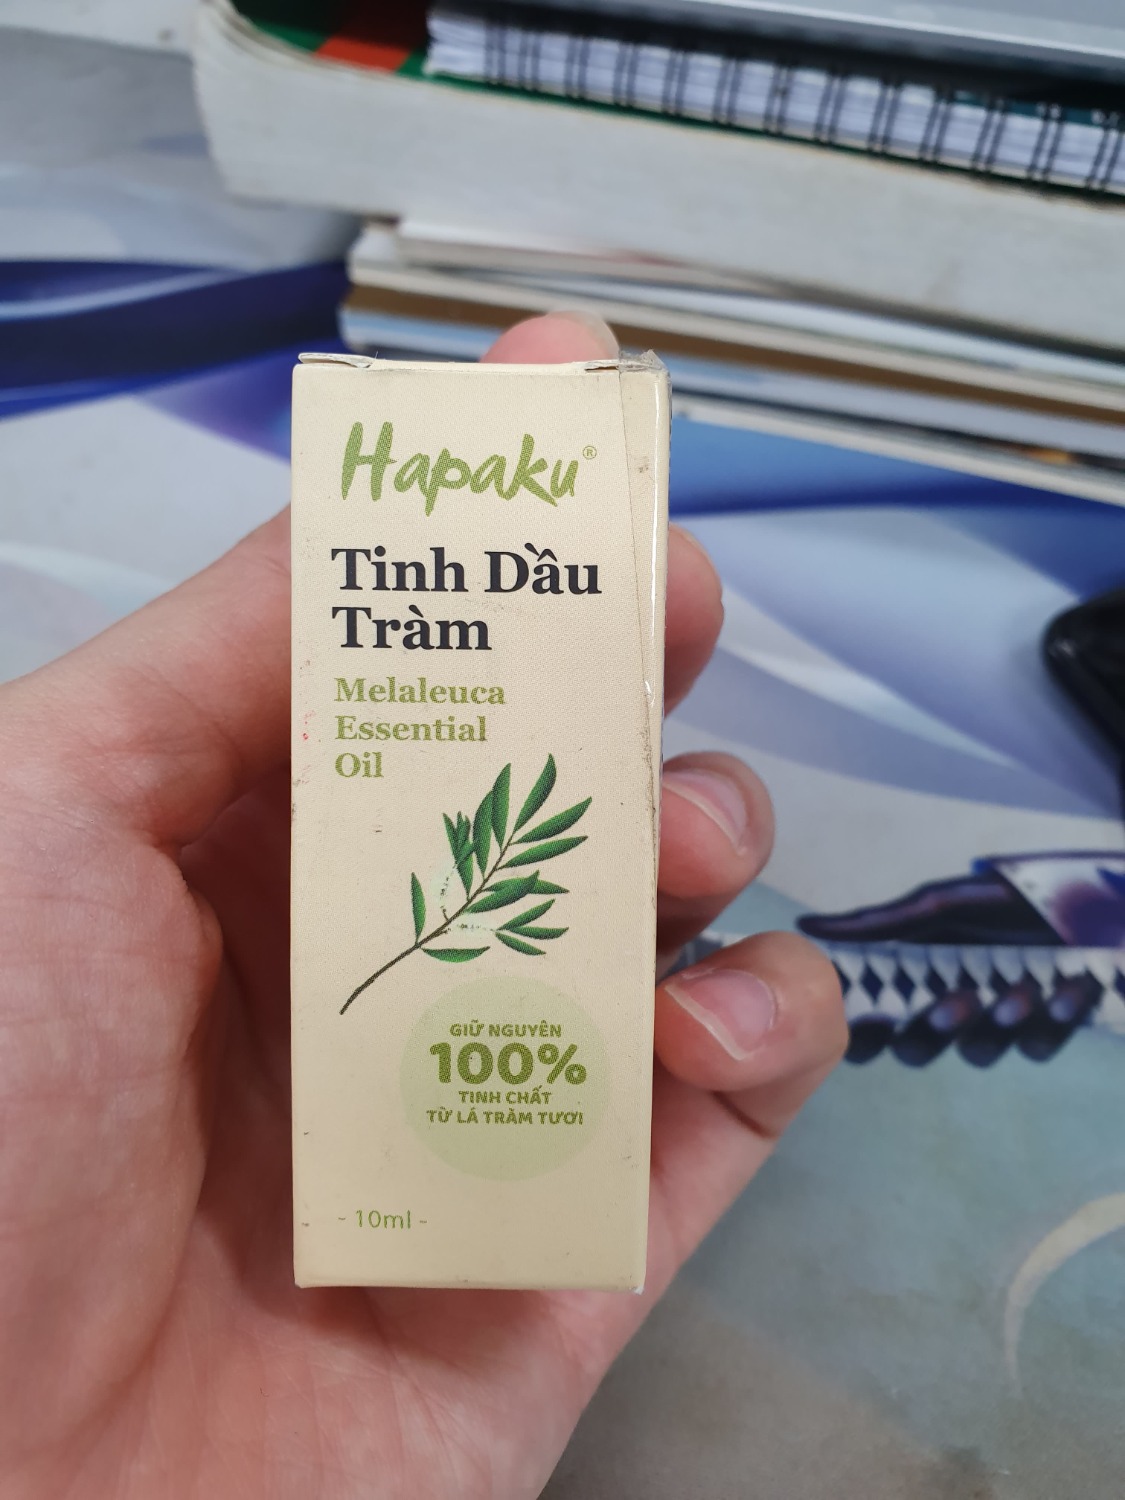 Hapaku®
Tinh Dầu
Tràm
Melaleuca
Essential
Oil
GIỮ NGUYÊN
100%
TINH CHẤT
TỪ LÁ TRÀM TƯƠI
- 10ml -